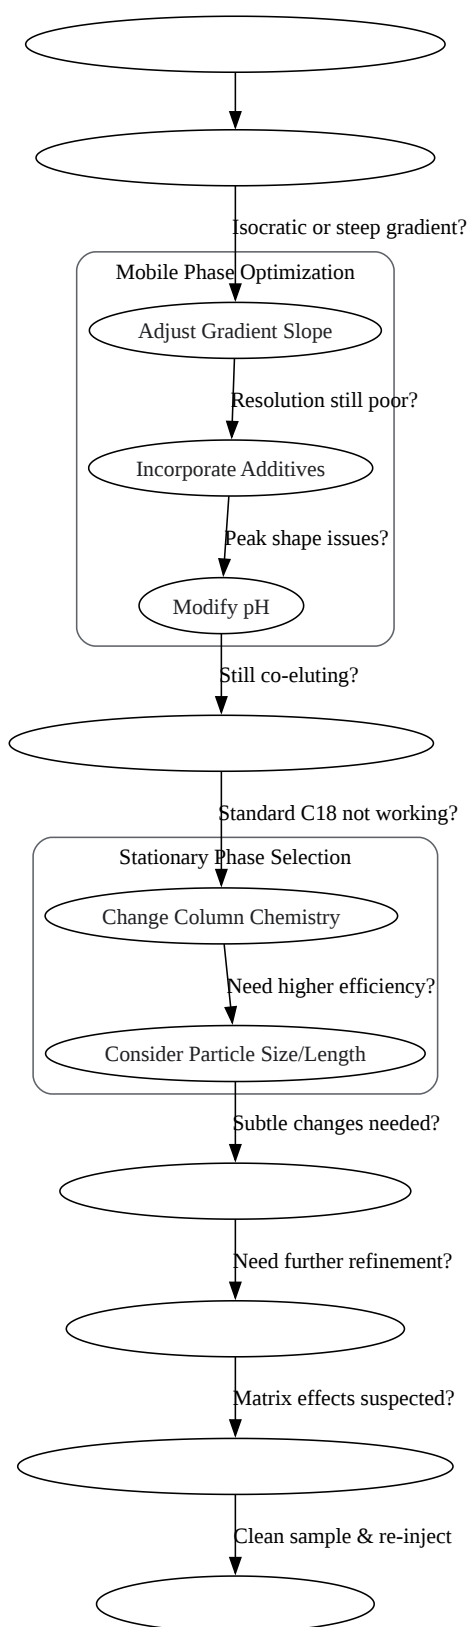 Isocratic or steep gradient?
Mobile Phase Optimization
Adjust Gradient Slope
Resolution still poor?
Incorporate Additives
Peak shape issues?
Modify pH
Still co-eluting?
Standard C18 not working?
Stationary Phase Selection
Change Column Chemistry
Need higher efficiency?
Consider Particle Size/Length
Subtle changes needed?
Need further refinement?
Matrix effects suspected?
Clean sample & re-inject